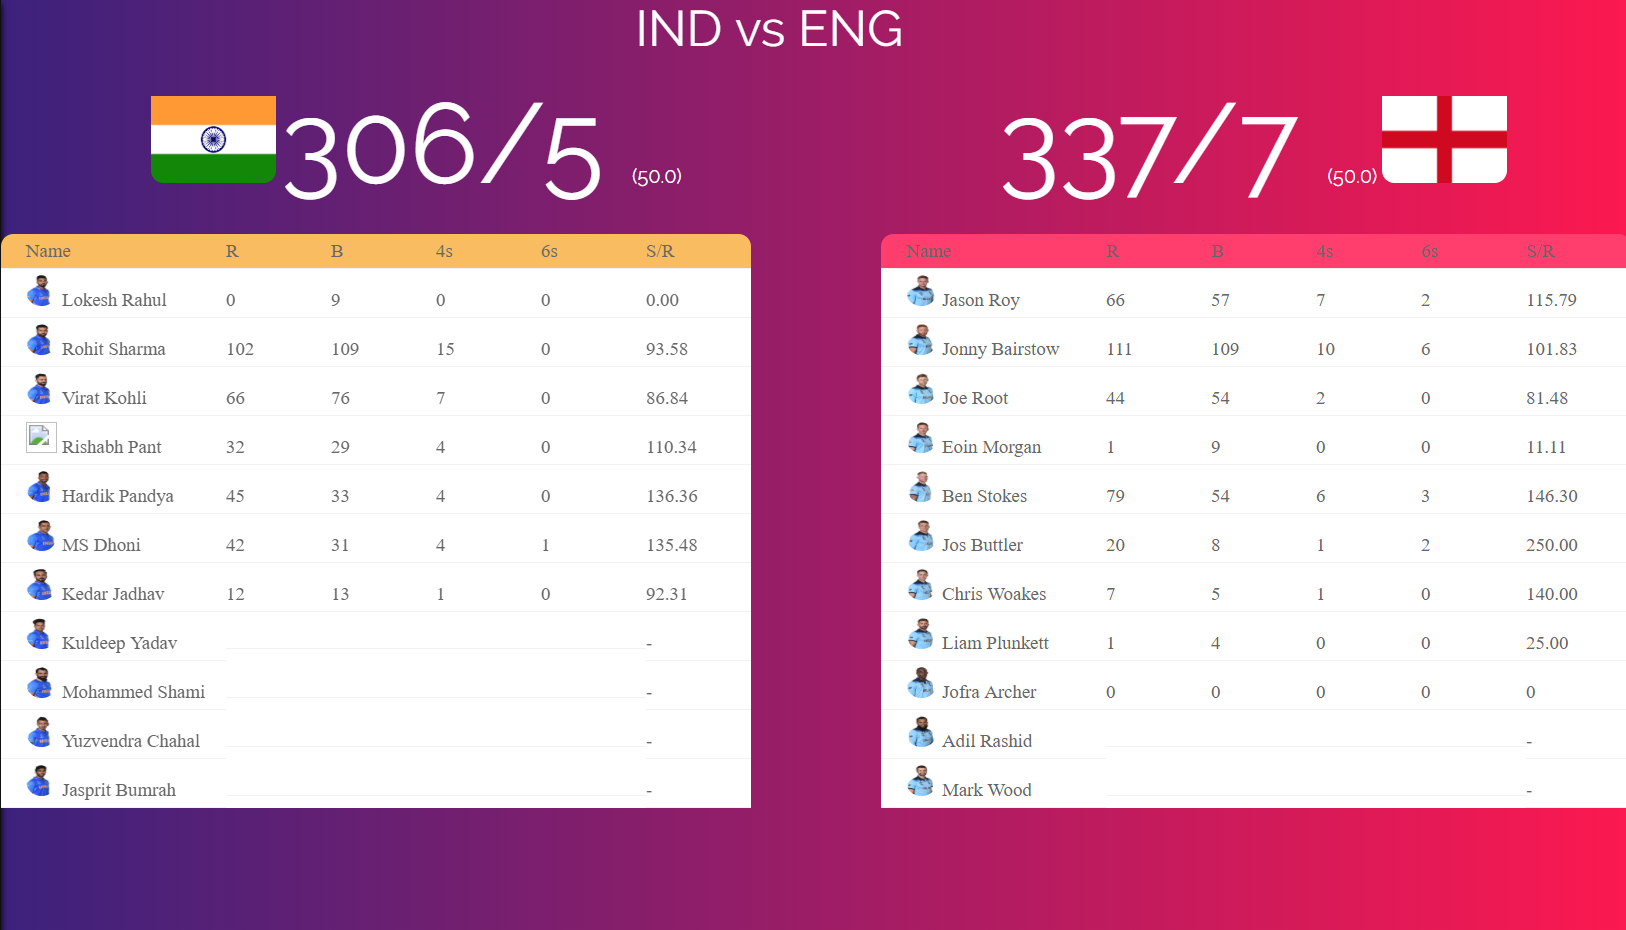 IND vs ENG
306/5 (50.0)
337/7 (50.0)
Name R B 4s 6s S/R
Lokesh Rahul 0 9 0 0 0.00
Rohit Sharma 102 109 15 0 93.58
Virat Kohli 66 76 7 0 86.84
Rishabh Pant 32 29 4 0 110.34
Hardik Pandya 45 33 4 0 136.36
MS Dhoni 42 31 4 1 135.48
Kedar Jadhav 12 13 1 0 92.31
Kuldeep Yadav -
Mohammed Shami -
Yuzvendra Chahal -
Jasprit Bumrah -
Name R B 4s 6s S/R
Jason Roy 66 57 7 2 115.79
Jonny Bairstow 111 109 10 6 101.83
Joe Root 44 54 2 0 81.48
Eoin Morgan 1 9 0 0 11.11
Ben Stokes 79 54 6 3 146.30
Jos Buttler 20 8 1 2 250.00
Chris Woakes 7 5 1 0 140.00
Liam Plunkett 1 4 0 0 25.00
Jofra Archer 0 0 0 0 0
Adil Rashid -
Mark Wood -